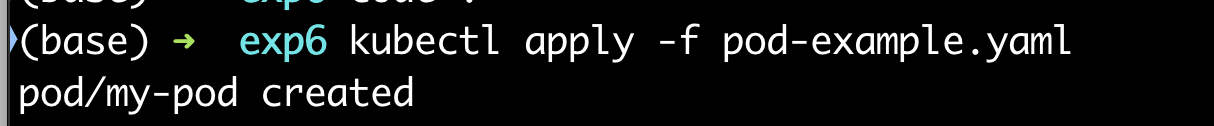 (base) ➜ exp6 kubectl apply -f pod-example.yaml
pod/my-pod created